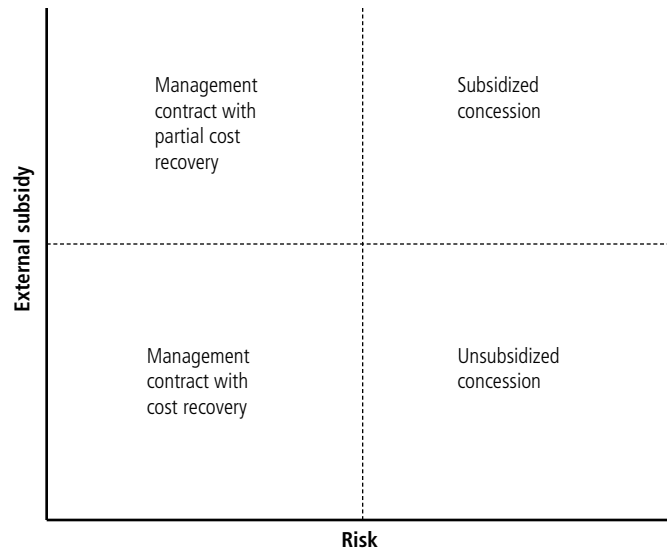 Management
contract with
partial cost
recovery
Subsidized
concession
External subsidy
Management
contract with
cost recovery
Unsubsidized
concession
Risk